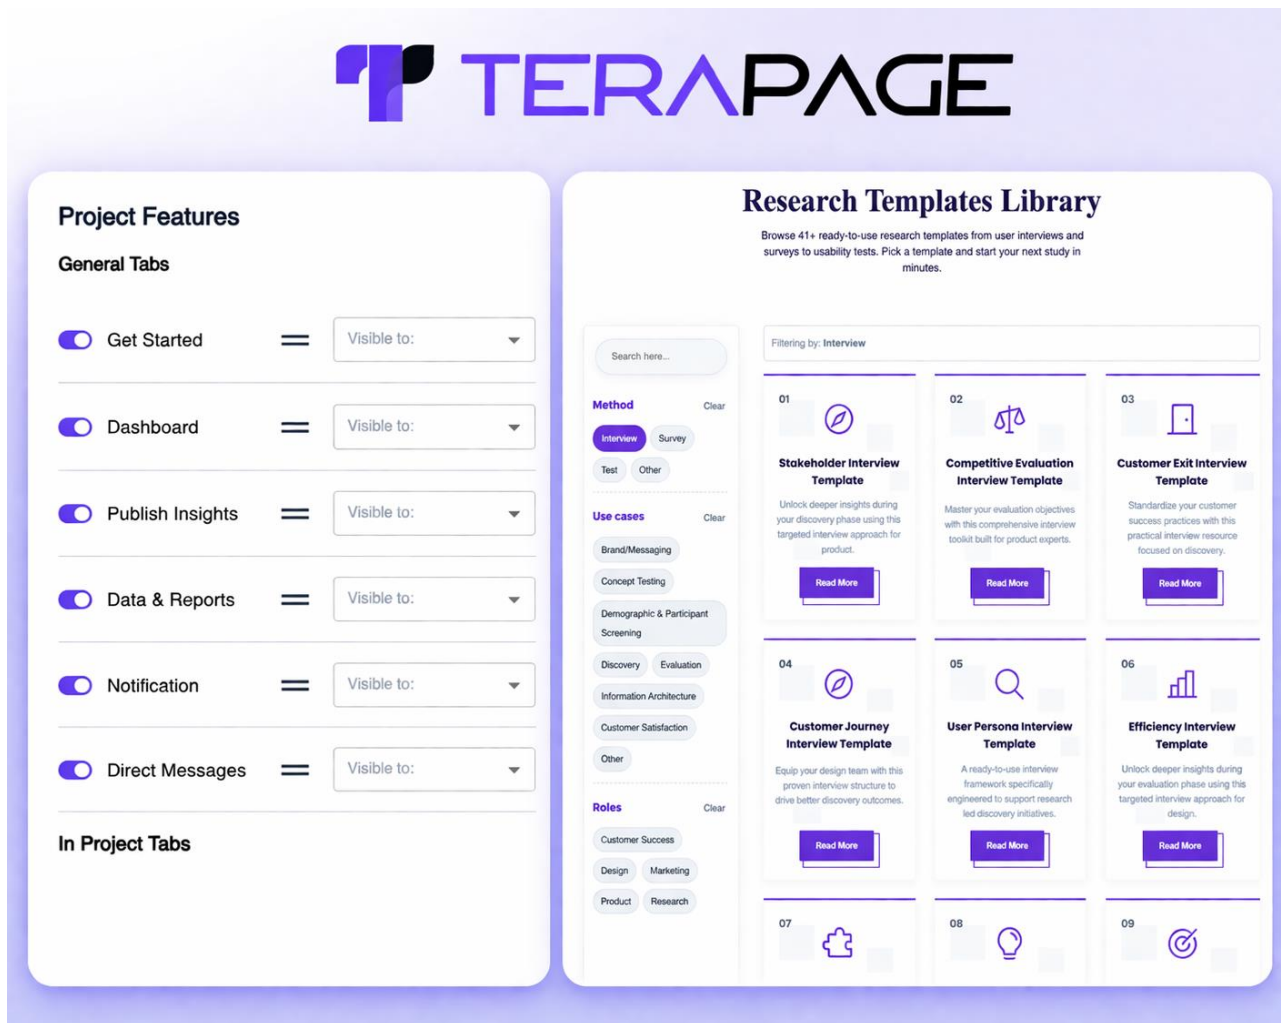 TERAPAGE
Project Features
General Tabs
Get Started
Visible to:
Dashboard
Visible to:
Publish Insights
Visible to:
Data & Reports
Visible to:
Notification
Visible to:
Direct Messages
Visible to:
In Project Tabs
Research Templates Library
Browse 41+ ready-to-use research templates from user interviews and
surveys to usability tests. Pick a template and start your next study in
minutes.
Search here...
Method
Clear
Interview
Survey
Test
Other
Use cases
Clear
Brand/Messaging
Concept Testing
Demographic & Participant
Screening
Discovery
Evaluation
Information Architecture
Customer Satisfaction
Other
Roles
Clear
Customer Success
Design
Marketing
Product
Research
Filtering by: Interview
01
Stakeholder Interview
Template
Unlock deeper insights during
your discovery phase using this
targeted interview approach for
product.
Read More
02
Competitive Evaluation
Interview Template
Master your evaluation objectives
with this comprehensive interview
toolkit built for product experts.
Read More
03
Customer Exit Interview
Template
Standardize your customer
success practices with this
practical interview resource
focused on discovery.
Read More
04
Customer Journey
Interview Template
Equip your design team with this
proven interview structure to
drive better discovery outcomes.
Read More
05
User Persona Interview
Template
A ready-to-use interview
framework specifically
engineered to support research
led discovery initiatives.
Read More
06
Efficiency Interview
Template
Unlock deeper insights during
your evaluation phase using this
targeted interview approach for
design.
Read More
07
08
09